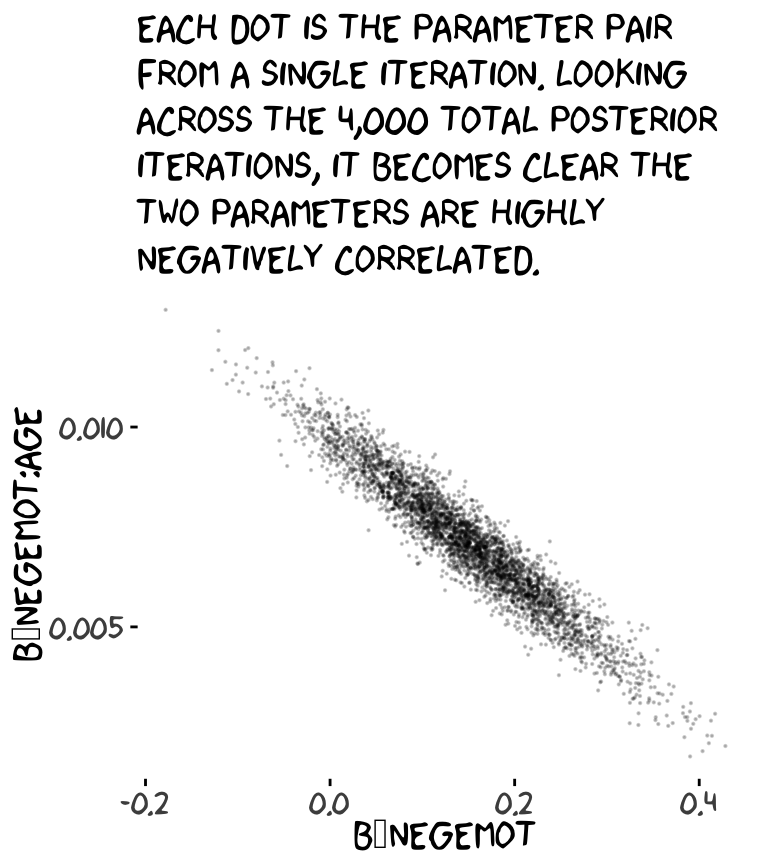 EACH DOT IS THE PARAMETER PAIR
FROM A SINGLE ITERATION. LOOKING
ACROSS THE 4,000 TOTAL POSTERIOR
ITERATIONS, IT BECOMES CLEAR THE
TWO PARAMETERS ARE HIGHLY
NEGATIVELY CORRELATED.
B▯NEGEMOT:AGE
0.010
0.005
-0.2 0.0 0.2 0.4
B▯NEGEMOT